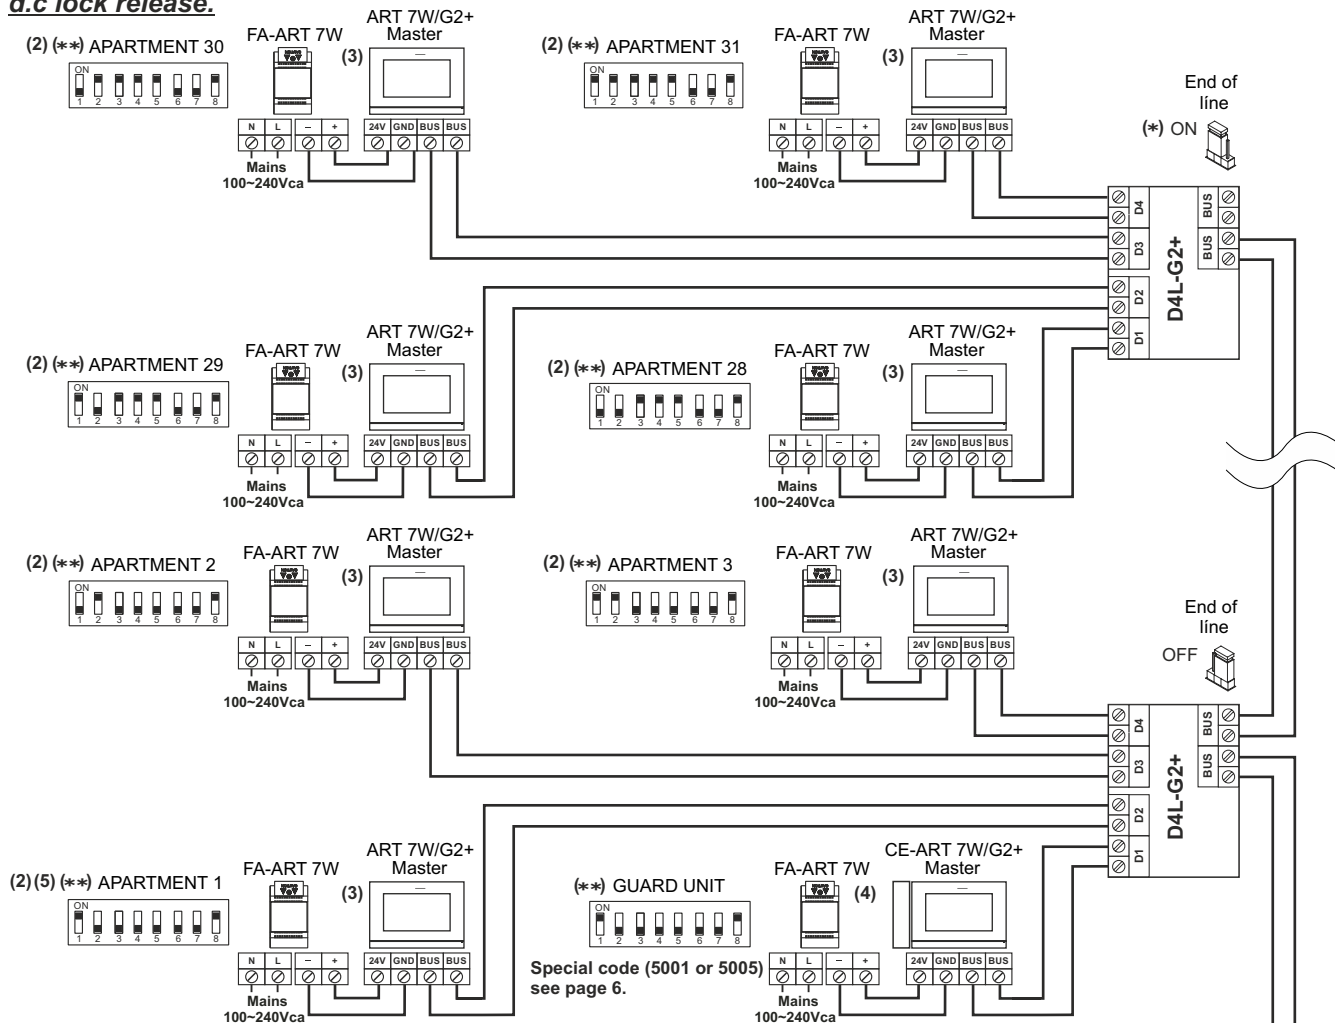 d.c lock release.
(2) (**) APARTMENT 30
ON
1 2 3 4 5 6 7 8
FA-ART 7W
ART 7W/G2+
Master
(3)
N L – + 24V GND BUS BUS
Mains
100~240Vca
(2) (**) APARTMENT 31
ON
1 2 3 4 5 6 7 8
FA-ART 7W
ART 7W/G2+
Master
(3)
N L – + 24V GND BUS BUS
Mains
100~240Vca
End of
line
(*) ON
D4
D3
D2
D1
D4L-G2+
BUS
BUS
(2) (**) APARTMENT 29
ON
1 2 3 4 5 6 7 8
FA-ART 7W
ART 7W/G2+
Master
(3)
N L – + 24V GND BUS BUS
Mains
100~240Vca
(2) (**) APARTMENT 28
ON
1 2 3 4 5 6 7 8
FA-ART 7W
ART 7W/G2+
Master
(3)
N L – + 24V GND BUS BUS
Mains
100~240Vca
(2) (**) APARTMENT 2
ON
1 2 3 4 5 6 7 8
FA-ART 7W
ART 7W/G2+
Master
(3)
N L – + 24V GND BUS BUS
Mains
100~240Vca
(2) (**) APARTMENT 3
ON
1 2 3 4 5 6 7 8
FA-ART 7W
ART 7W/G2+
Master
(3)
N L – + 24V GND BUS BUS
Mains
100~240Vca
End of
line
OFF
D4
D3
D2
D1
D4L-G2+
BUS
BUS
(2) (5) (**) APARTMENT 1
ON
1 2 3 4 5 6 7 8
FA-ART 7W
ART 7W/G2+
Master
(3)
N L – + 24V GND BUS BUS
Mains
100~240Vca
(**) GUARD UNIT
ON
1 2 3 4 5 6 7 8
Special code (5001 or 5005)
see page 6.
FA-ART 7W
CE-ART 7W/G2+
Master
(4)
N L – + 24V GND BUS BUS
Mains
100~240Vca